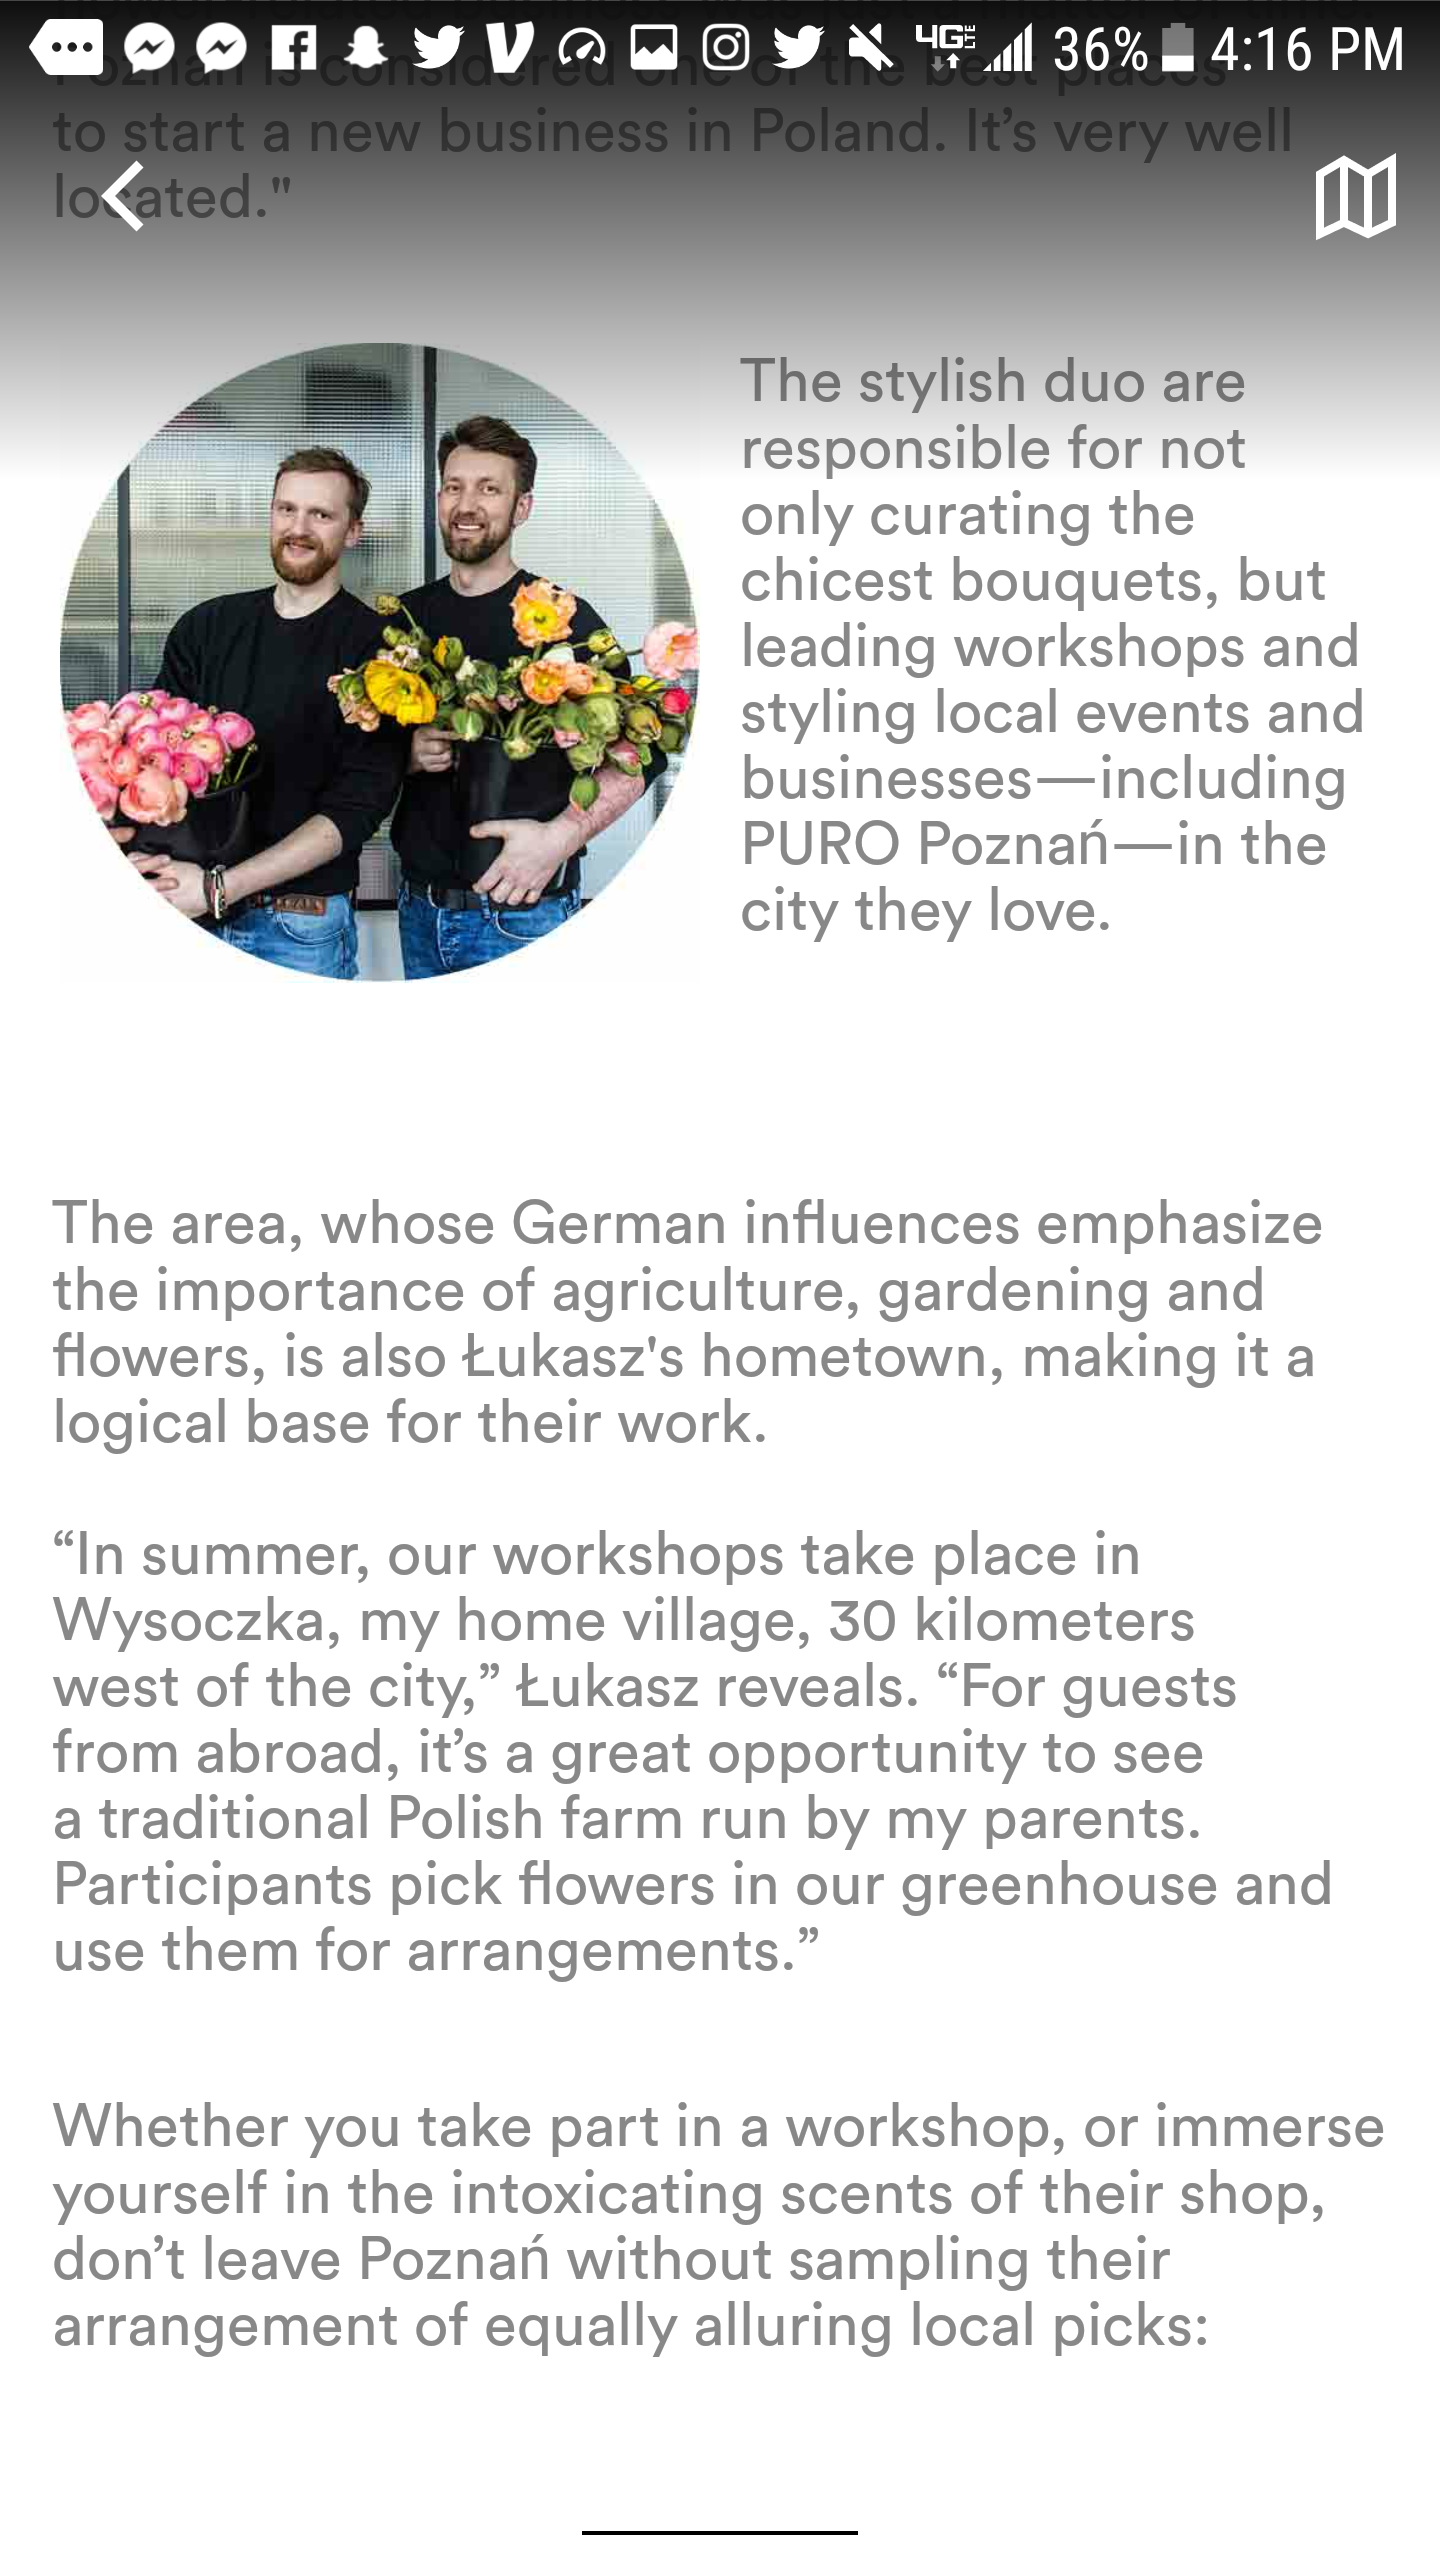 36% 4:16 PM
Poznań is considered one of the best places
to start a new business in Poland. It’s very well
located."
The stylish duo are
responsible for not
only curating the
chicest bouquets, but
leading workshops and
styling local events and
businesses—including
PURO Poznań—in the
city they love.
The area, whose German influences emphasize
the importance of agriculture, gardening and
flowers, is also Łukasz's hometown, making it a
logical base for their work.
“In summer, our workshops take place in
Wysoczka, my home village, 30 kilometers
west of the city,” Łukasz reveals. “For guests
from abroad, it’s a great opportunity to see
a traditional Polish farm run by my parents.
Participants pick flowers in our greenhouse and
use them for arrangements.”
Whether you take part in a workshop, or immerse
yourself in the intoxicating scents of their shop,
don’t leave Poznań without sampling their
arrangement of equally alluring local picks: